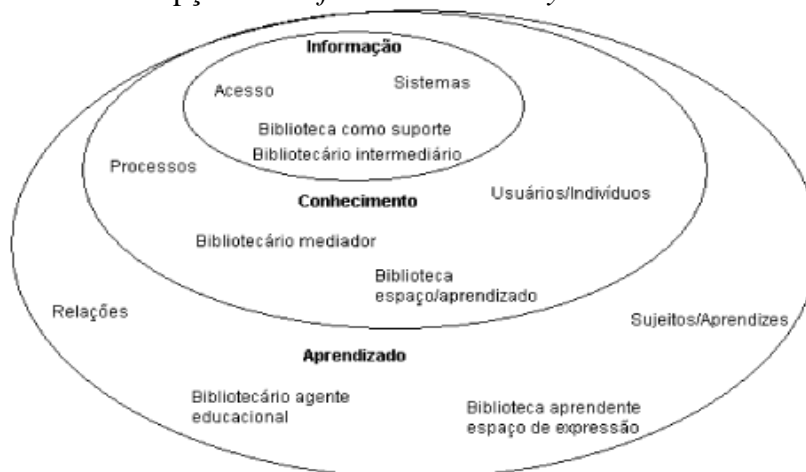 Informação
Acesso
Sistemas
Biblioteca como suporte
Bibliotecário intermediário
Processos
Conhecimento
Usuários/Indivíduos
Bibliotecário mediador
Biblioteca
espaço/aprendizado
Relações
Sujeitos/Aprendizes
Aprendizado
Bibliotecário agente
educacional
Biblioteca aprendente
espaço de expressão